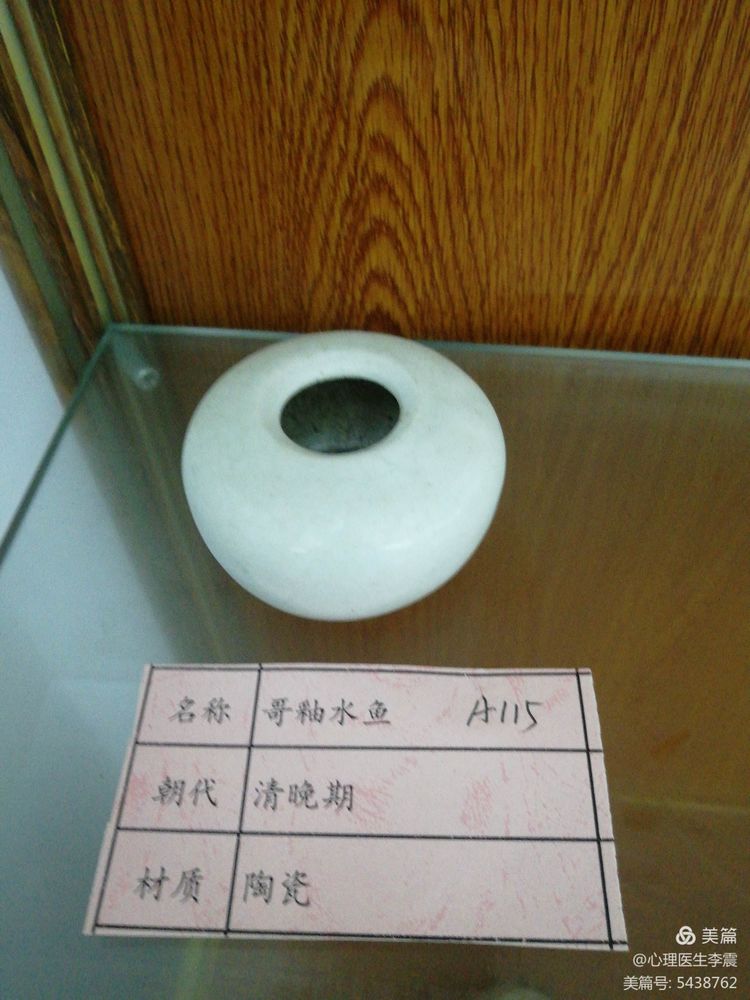 名称 哥釉水鱼 A115
朝代 清晚期
材质 陶瓷
美篇
@心理医生李震
美篇号: 5438762